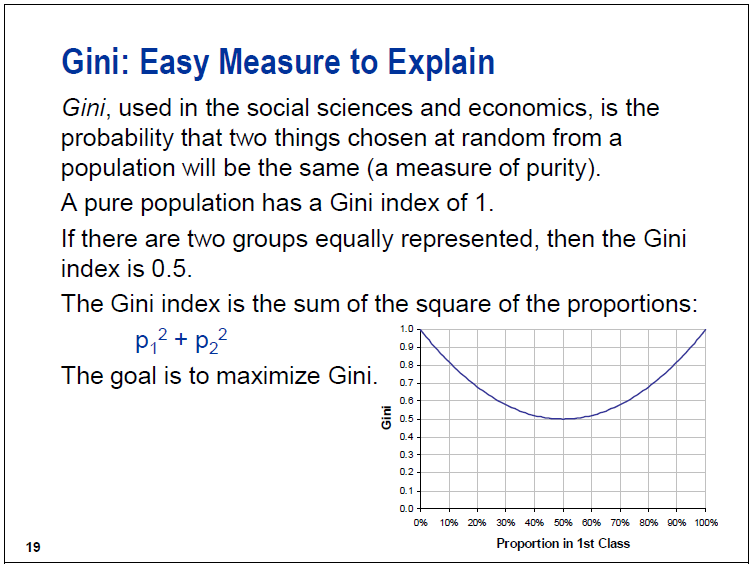 Gini: Easy Measure to Explain
Gini, used in the social sciences and economics, is the
probability that two things chosen at random from a
population will be the same (a measure of purity).
A pure population has a Gini index of 1.
If there are two groups equally represented, then the Gini
index is 0.5.
The Gini index is the sum of the square of the proportions:
p₁² + p₂²
The goal is to maximize Gini.
1.0
0.9
0.8
0.7
0.6
0.5
0.4
0.3
0.2
0.1
0.0
Gini
0% 10% 20% 30% 40% 50% 60% 70% 80% 90% 100%
Proportion in 1st Class
19